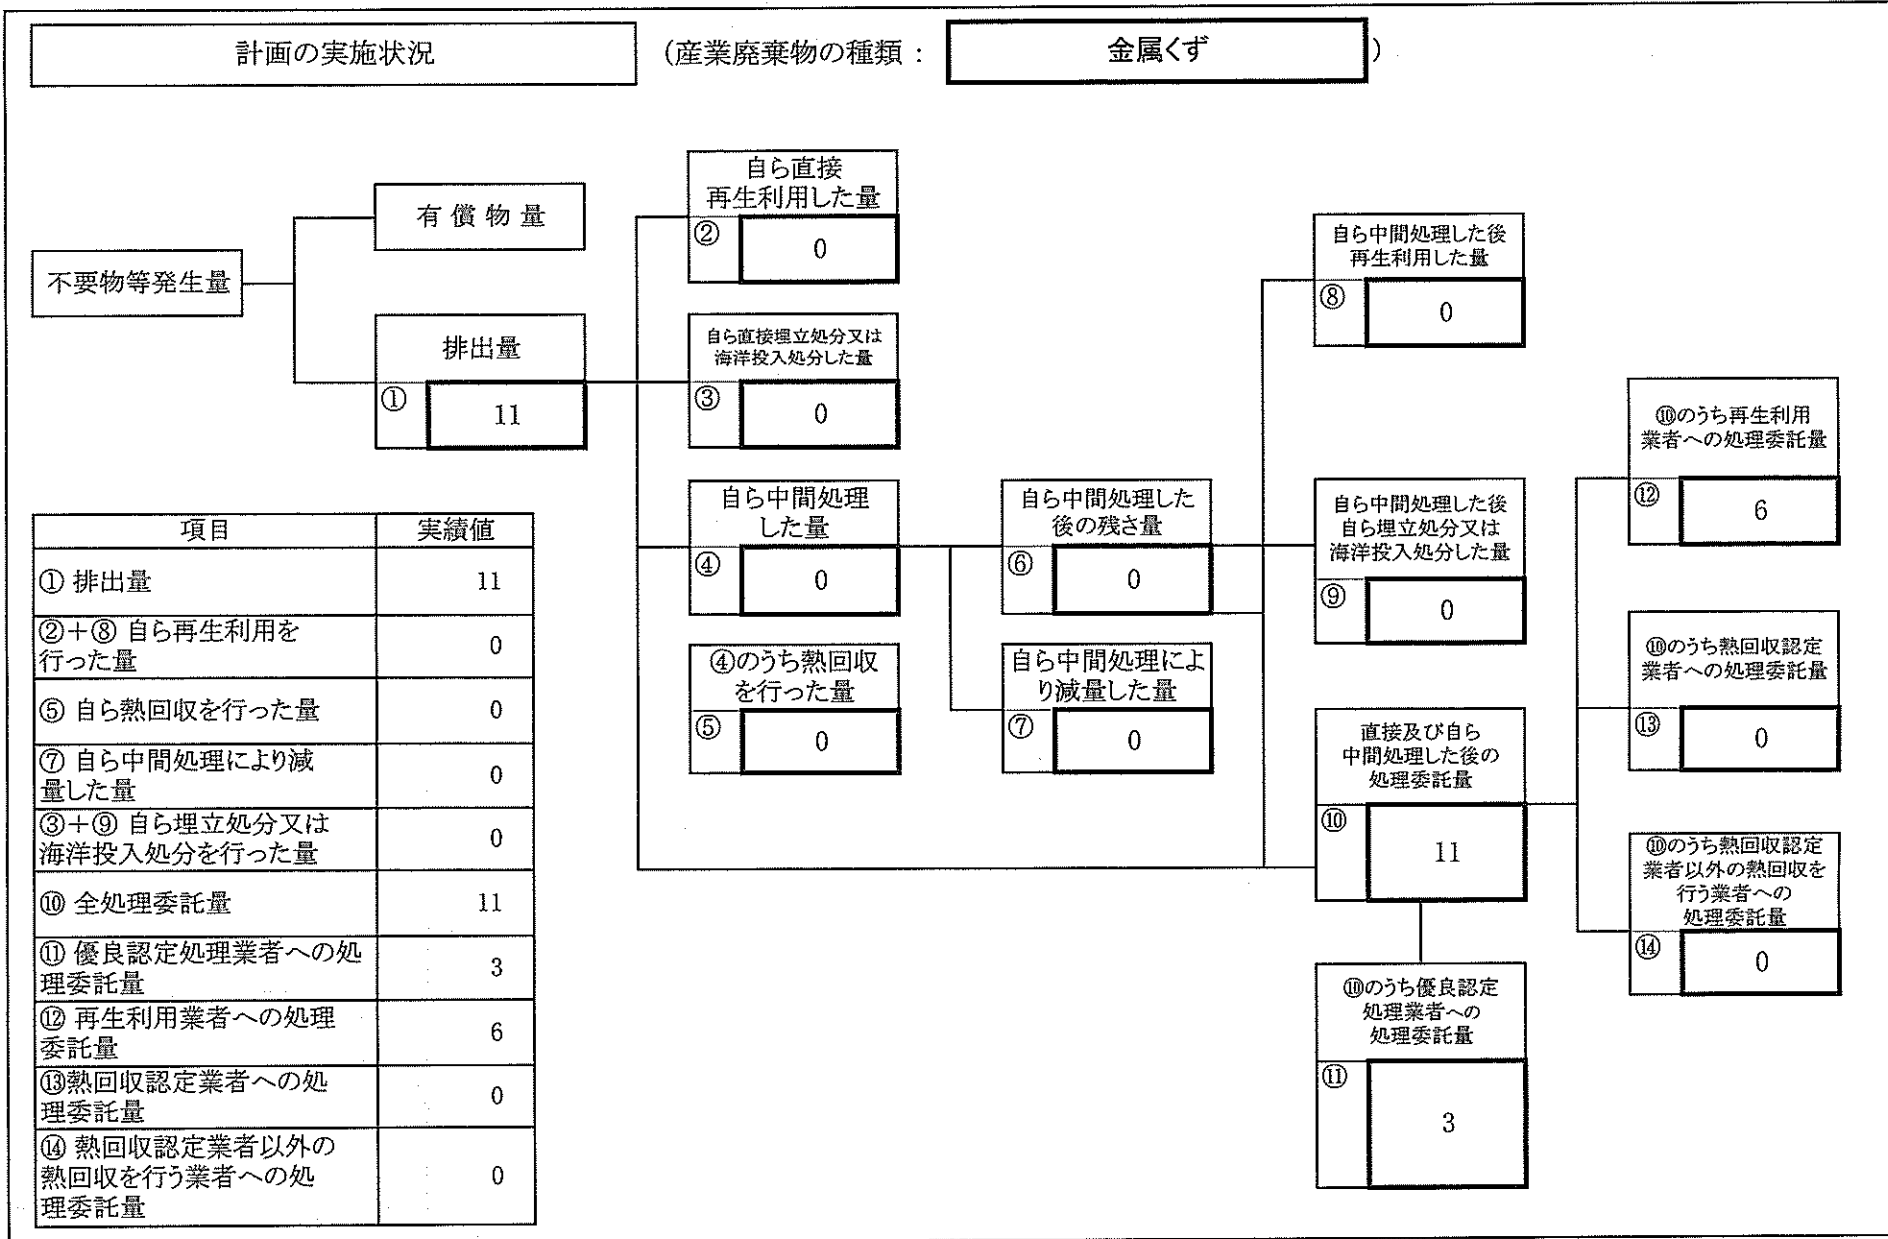 計画の実施状況
(産業廃棄物の種類：
金属くず
)
不要物等発生量
有償物量
排出量
①
11
自ら直接
再生利用した量
②
0
自ら直接埋立処分又は
海洋投入処分した量
③
0
自ら中間処理
した量
④
0
④のうち熱回収
を行った量
⑤
0
自ら中間処理した
後の残さ量
⑥
0
自ら中間処理によ
り減量した量
⑦
0
自ら中間処理した後
再生利用した量
⑧
0
自ら中間処理した後
自ら埋立処分又は
海洋投入処分した量
⑨
0
直接及び自ら
中間処理した後の
処理委託量
⑩
11
⑩のうち優良認定
処理業者への
処理委託量
⑪
3
⑩のうち再生利用
業者への処理委託量
⑫
6
⑩のうち熱回収認定
業者への処理委託量
⑬
0
⑩のうち熱回収認定
業者以外の熱回収を
行う業者への
処理委託量
⑭
0
項目 実績値
① 排出量 11
②＋⑧ 自ら再生利用を
行った量 0
⑤ 自ら熱回収を行った量 0
⑦ 自ら中間処理により減
量した量 0
③＋⑨ 自ら埋立処分又は
海洋投入処分を行った量 0
⑩ 全処理委託量 11
⑪ 優良認定処理業者への処
理委託量 3
⑫ 再生利用業者への処理
委託量 6
⑬熱回収認定業者への処
理委託量 0
⑭ 熱回収認定業者以外の
熱回収を行う業者への処
理委託量 0